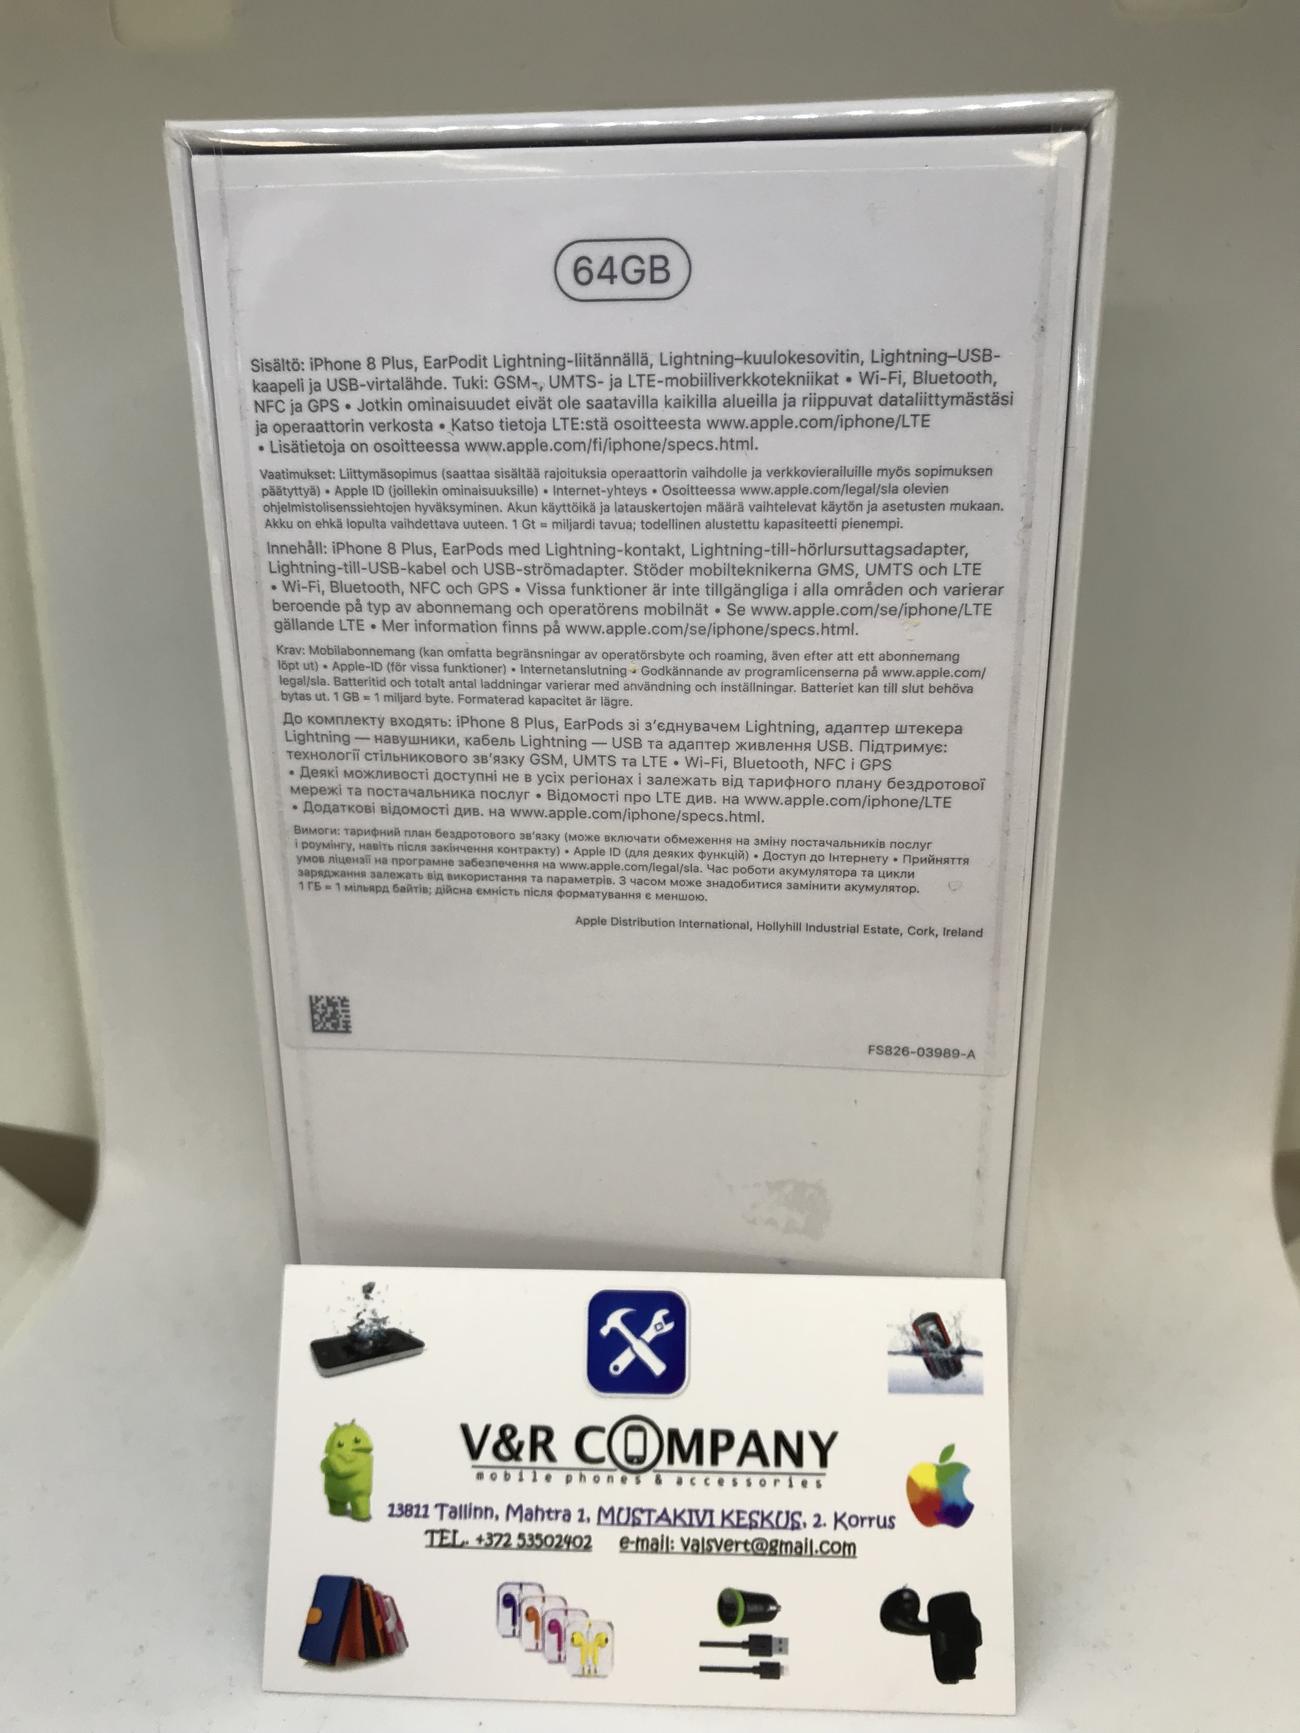 64GB
Sisältö: iPhone 8 Plus, EarPodit Lightning-liitännällä, Lightning–kuulokesovitin, Lightning–USB-
kaapeli ja USB-virtalähde. Tuki: GSM-, UMTS- ja LTE-mobiiliverkkotekniikat • Wi-Fi, Bluetooth,
NFC ja GPS • Jotkin ominaisuudet eivät ole saatavilla kaikilla alueilla ja riippuvat dataliittymästäsi
ja operaattorin verkosta • Katso tietoja LTE:stä osoitteesta www.apple.com/iphone/LTE
• Lisätietoja on osoitteessa www.apple.com/fi/iphone/specs.html.
Vaatimukset: Liittymäsopimus (saattaa sisältää rajoituksia operaattorin vaihdolle ja verkkovierailuille myös sopimuksen
päätyttyä) • Apple ID (joillekin ominaisuuksille) • Internet-yhteys • Osoitteessa www.apple.com/legal/sla olevien
ohjelmistolisenssiehtojen hyväksyminen. Akun käyttöikä ja latauskertojen määrä vaihtelevat käytön ja asetusten mukaan.
Akku on ehkä lopulta vaihdettava uuteen. 1 Gt = miljardi tavua; todellinen alustettu kapasiteetti pienempi.
Innehåll: iPhone 8 Plus, EarPods med Lightning-kontakt, Lightning-till-hörlursuttagsadapter,
Lightning-till-USB-kabel och USB-strömadapter. Stöder mobilteknikerna GMS, UMTS och LTE
• Wi-Fi, Bluetooth, NFC och GPS • Vissa funktioner är inte tillgängliga i alla områden och varierar
beroende på typ av abonnemang och operatörens mobilnät • Se www.apple.com/se/iphone/LTE
gällande LTE • Mer information finns på www.apple.com/se/iphone/specs.html.
Krav: Mobilabonnemang (kan omfatta begränsningar av operatörsbyte och roaming, även efter att ett abonnemang
löpt ut) • Apple-ID (för vissa funktioner) • Internetanslutning • Godkännande av programlicenserna på www.apple.com/
legal/sla. Batteritid och totalt antal laddningar varierar med användning och inställningar. Batteriet kan till slut behöva
bytas ut. 1 GB = 1 miljard byte. Formaterad kapacitet är lägre.
До комплекту входять: iPhone 8 Plus, EarPods зі з’єднувачем Lightning, адаптер штекера
Lightning — навушники, кабель Lightning — USB та адаптер живлення USB. Підтримує:
технології стільникового зв’язку GSM, UMTS та LTE • Wi-Fi, Bluetooth, NFC і GPS
• Деякі можливості доступні не в усіх регіонах і залежать від тарифного плану бездротової
мережі та постачальника послуг • Відомості про LTE див. на www.apple.com/iphone/LTE
• Додаткові відомості див. на www.apple.com/iphone/specs.html.
Вимоги: тарифний план бездротового зв’язку (може включати обмеження на зміну постачальників послуг
і роумінгу, навіть після закінчення контракту) • Apple ID (для деяких функцій) • Доступ до Інтернету • Прийняття
умов ліцензії на програмне забезпечення на www.apple.com/legal/sla. Час роботи акумулятора та цикли
заряджання залежать від використання та параметрів. З часом може знадобитися замінити акумулятор.
1 ГБ = 1 мільярд байтів; дійсна ємність після форматування є меншою.
Apple Distribution International, Hollyhill Industrial Estate, Cork, Ireland
FS826-03989-A
V&R COMPANY
mobile phones & accessories
13811 Tallinn, Mahtra 1, MUSTAKIVI KESKUS, 2. Korrus
TEL. +372 53502402 e-mail: valsvert@gmail.com